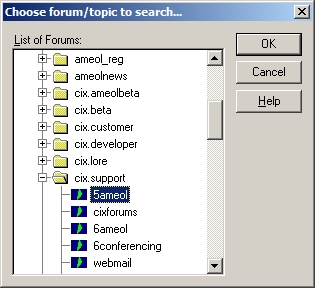 Choose forum/topic to search...
List of Forums:
OK
Cancel
Help
ameol_reg
ameolnews
cix.ameolbeta
cix.beta
cix.customer
cix.developer
cix.lore
cix.support
5ameol
cixforums
6ameol
6conferencing
webmail